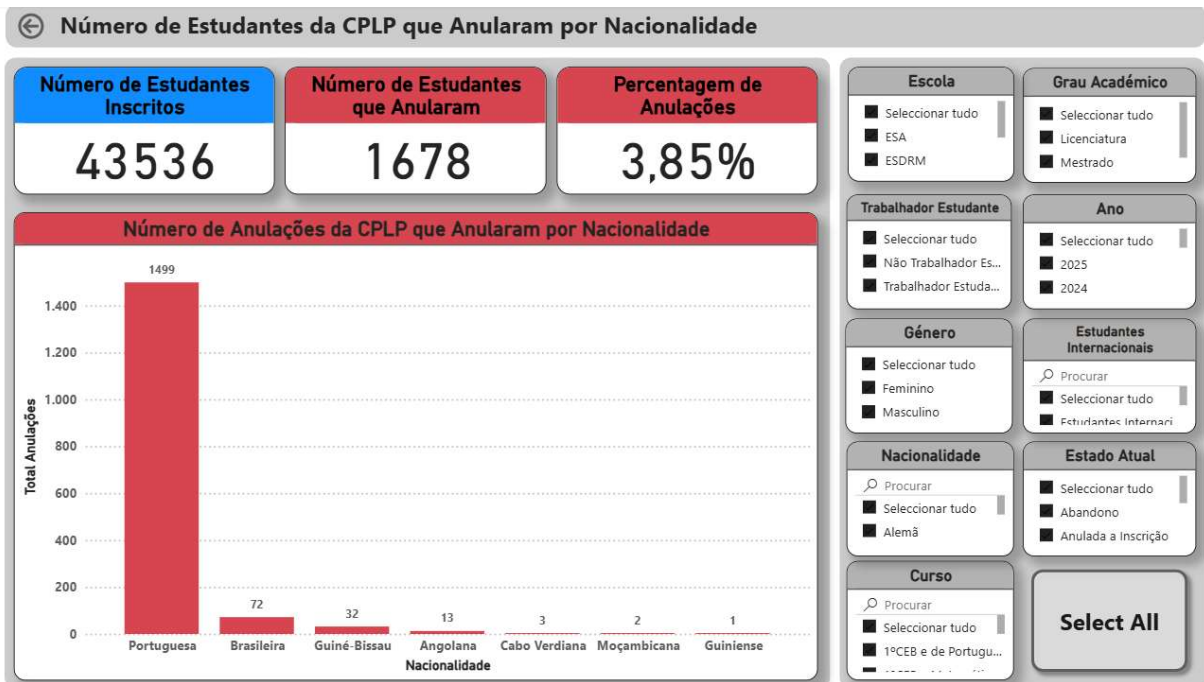 Número de Estudantes da CPLP que Anularam por Nacionalidade
Número de Estudantes
Inscritos
43536
Número de Estudantes
que Anularam
1678
Percentagem de
Anulações
3,85%
Número de Anulações da CPLP que Anularam por Nacionalidade
Total Anulações
1.400
1.200
1.000
800
600
400
200
0
1499
72
32
13
3
2
1
Portuguesa
Brasileira
Guiné-Bissau
Angolana
Cabo Verdiana
Moçambicana
Guiniense
Nacionalidade
Escola
Seleccionar tudo
ESA
ESDRM
Grau Académico
Seleccionar tudo
Licenciatura
Mestrado
Trabalhador Estudante
Seleccionar tudo
Não Trabalhador Es...
Trabalhador Estuda...
Ano
Seleccionar tudo
2025
2024
Género
Seleccionar tudo
Feminino
Masculino
Estudantes
Internacionais
Procurar
Seleccionar tudo
Estudantes Internaci
Nacionalidade
Procurar
Seleccionar tudo
Alemã
Estado Atual
Seleccionar tudo
Abandono
Anulada a Inscrição
Curso
Procurar
Seleccionar tudo
1ºCEB e de Portugu...
Select All